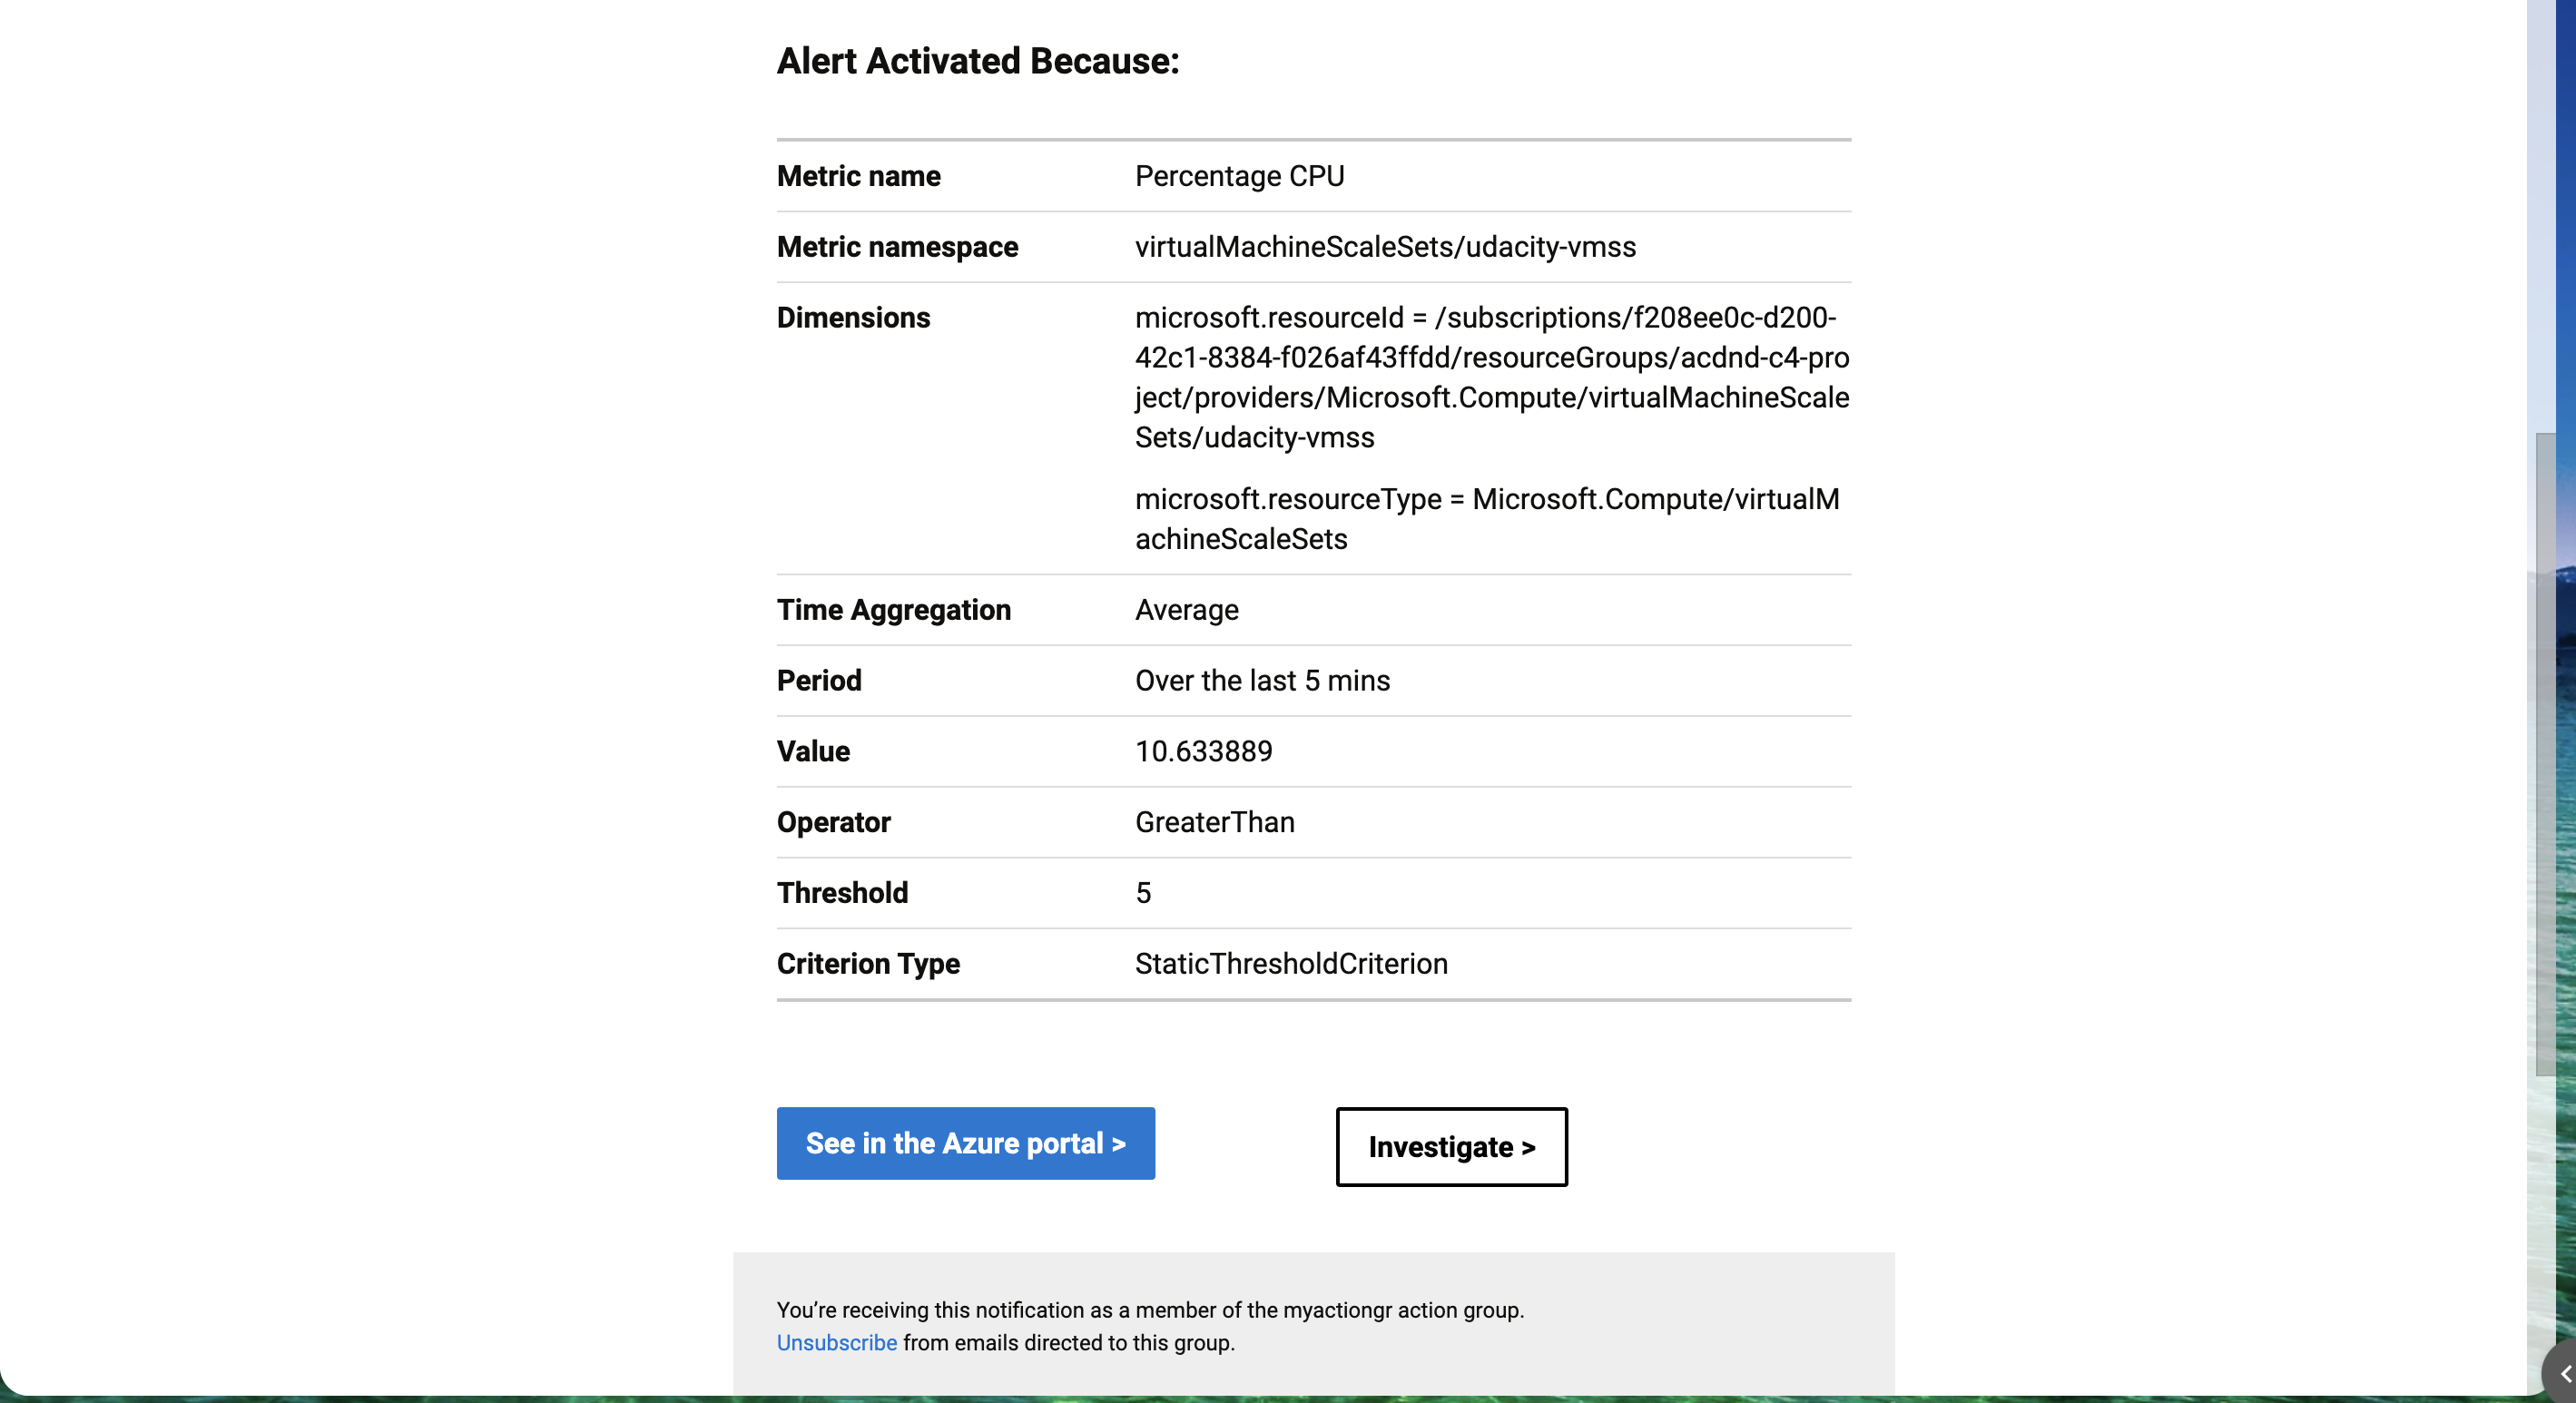 Alert Activated Because:
Metric name Percentage CPU
Metric namespace virtualMachineScaleSets/udacity-vmss
Dimensions microsoft.resourceId = /subscriptions/f208ee0c-d200-
42c1-8384-f026af43ffdd/resourceGroups/acdnd-c4-pro
ject/providers/Microsoft.Compute/virtualMachineScale
Sets/udacity-vmss
microsoft.resourceType = Microsoft.Compute/virtualM
achineScaleSets
Time Aggregation Average
Period Over the last 5 mins
Value 10.633889
Operator GreaterThan
Threshold 5
Criterion Type StaticThresholdCriterion
See in the Azure portal > Investigate >
You’re receiving this notification as a member of the myactiongr action group.
Unsubscribe from emails directed to this group.